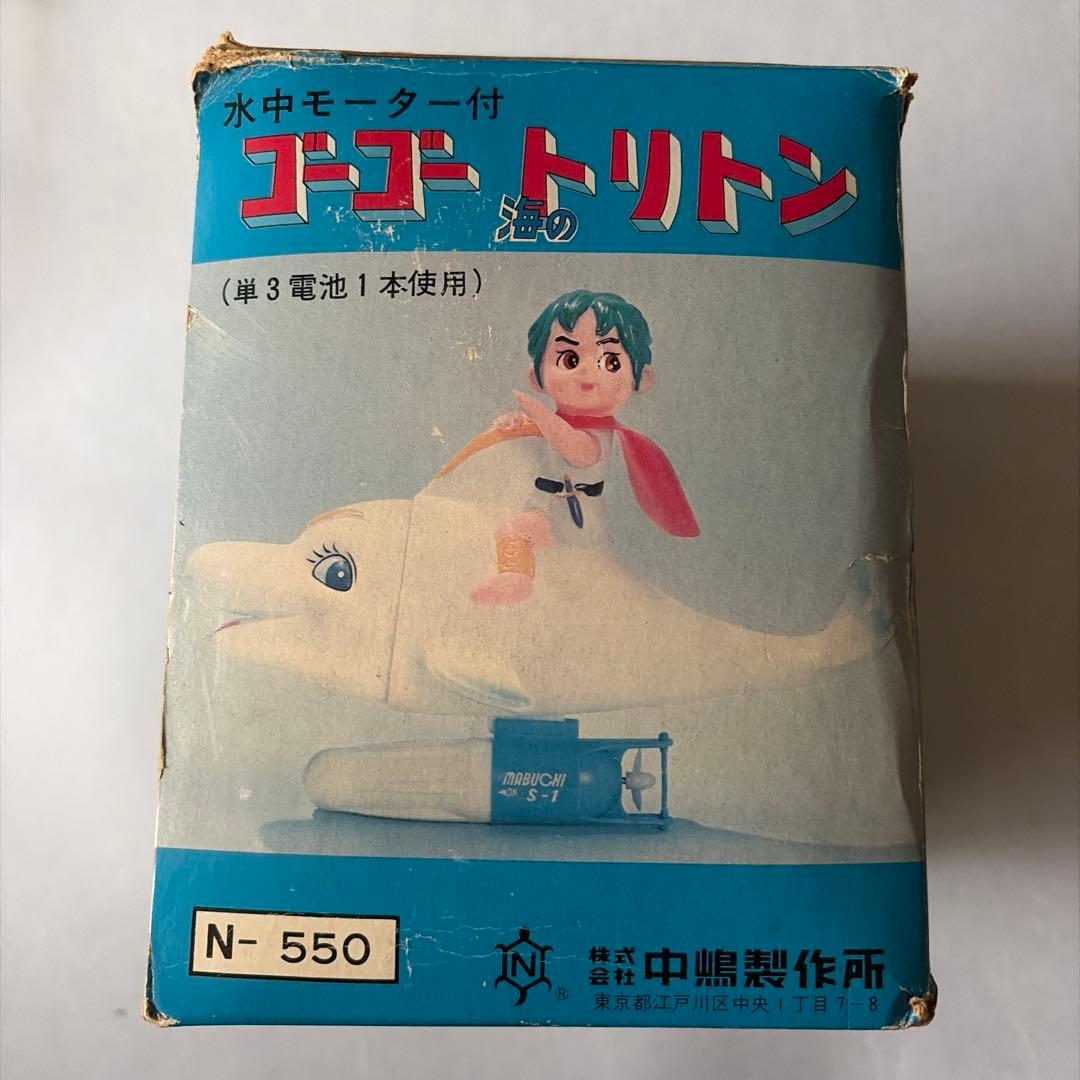 水中モーター付
ゴーゴー 海のトリトン
(単3電池1本使用)
MABUCHI
◀ON S-1
N- 550
N ®
株式会社 中嶋製作所
東京都江戸川区中央1丁目7-8